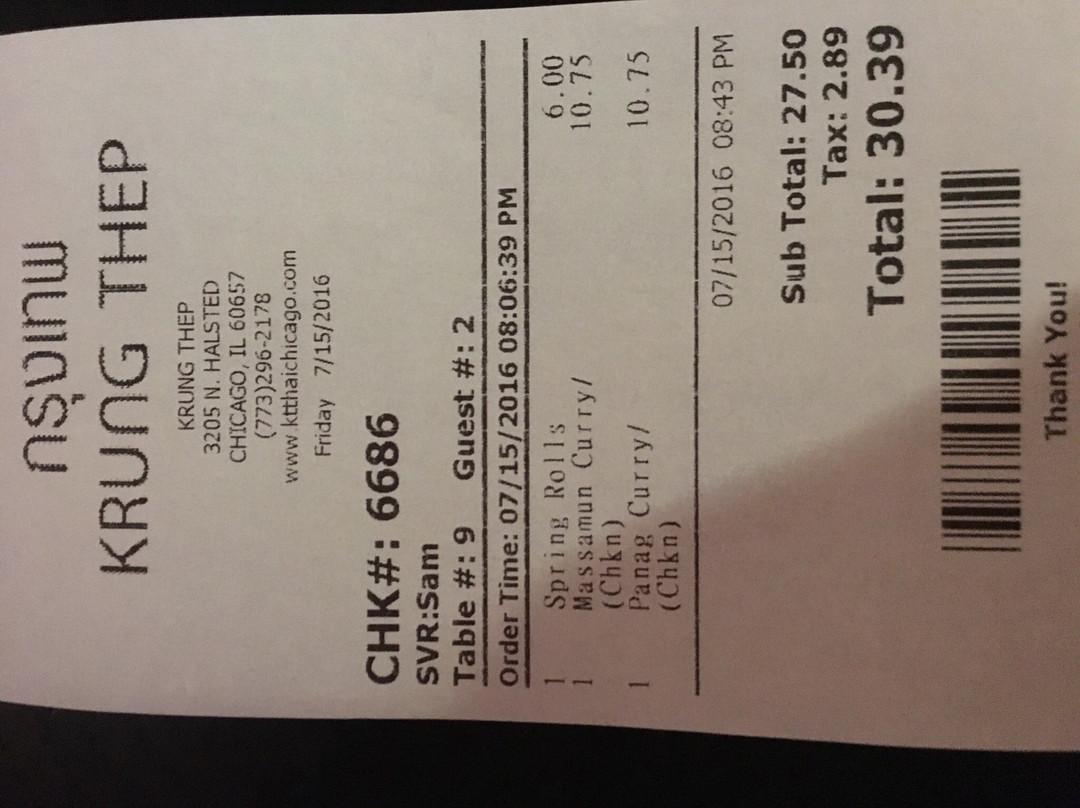 กรุงเทพ
KRUNG THEP
KRUNG THEP
3205 N. HALSTED
CHICAGO, IL 60657
(773)296-2178
www.ktthaichicago.com
Friday 7/15/2016
CHK#: 6686
SVR:Sam
Table #: 9 Guest #: 2
Order Time: 07/15/2016 08:06:39 PM
1 Spring Rolls 6.00
1 Massamun Curry/ 10.75
(Chkn)
1 Panag Curry/ 10.75
(Chkn)
07/15/2016 08:43 PM
Sub Total: 27.50
Tax: 2.89
Total: 30.39
Thank You!